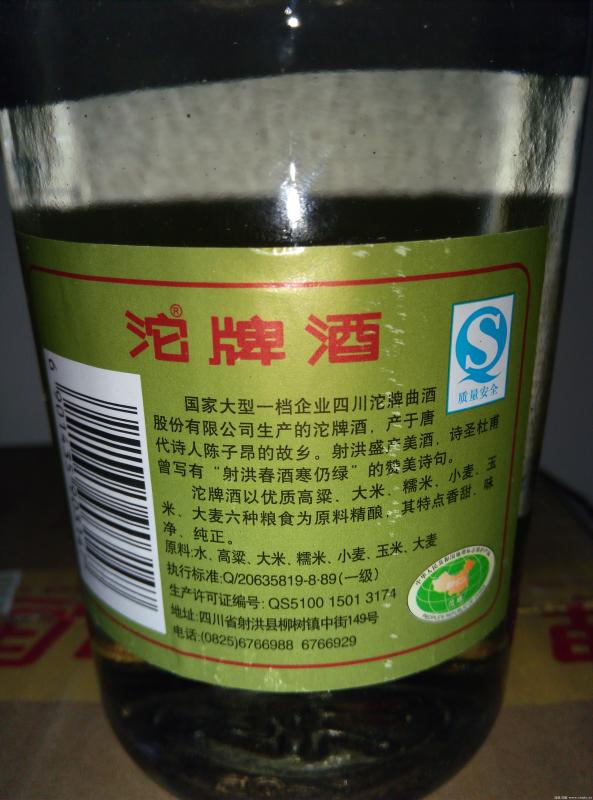 沱牌酒
®
质量安全
国家大型一档企业四川沱牌曲酒
股份有限公司生产的沱牌酒，产于唐
代诗人陈子昂的故乡。射洪盛产美酒，诗圣杜甫
曾写有“射洪春酒寒仍绿”的赞美诗句。
沱牌酒以优质高粱、大米、糯米、小麦、玉
米、大麦六种粮食为原料精酿，其特点香甜、味
净、纯正。
原料:水、高粱、大米、糯米、小麦、玉米、大麦
执行标准:Q/20635819-8·89(一级)
生产许可证编号: QS5100 1501 3174
地址:四川省射洪县柳树镇中街149号
电话:(0825)6766988 6766929